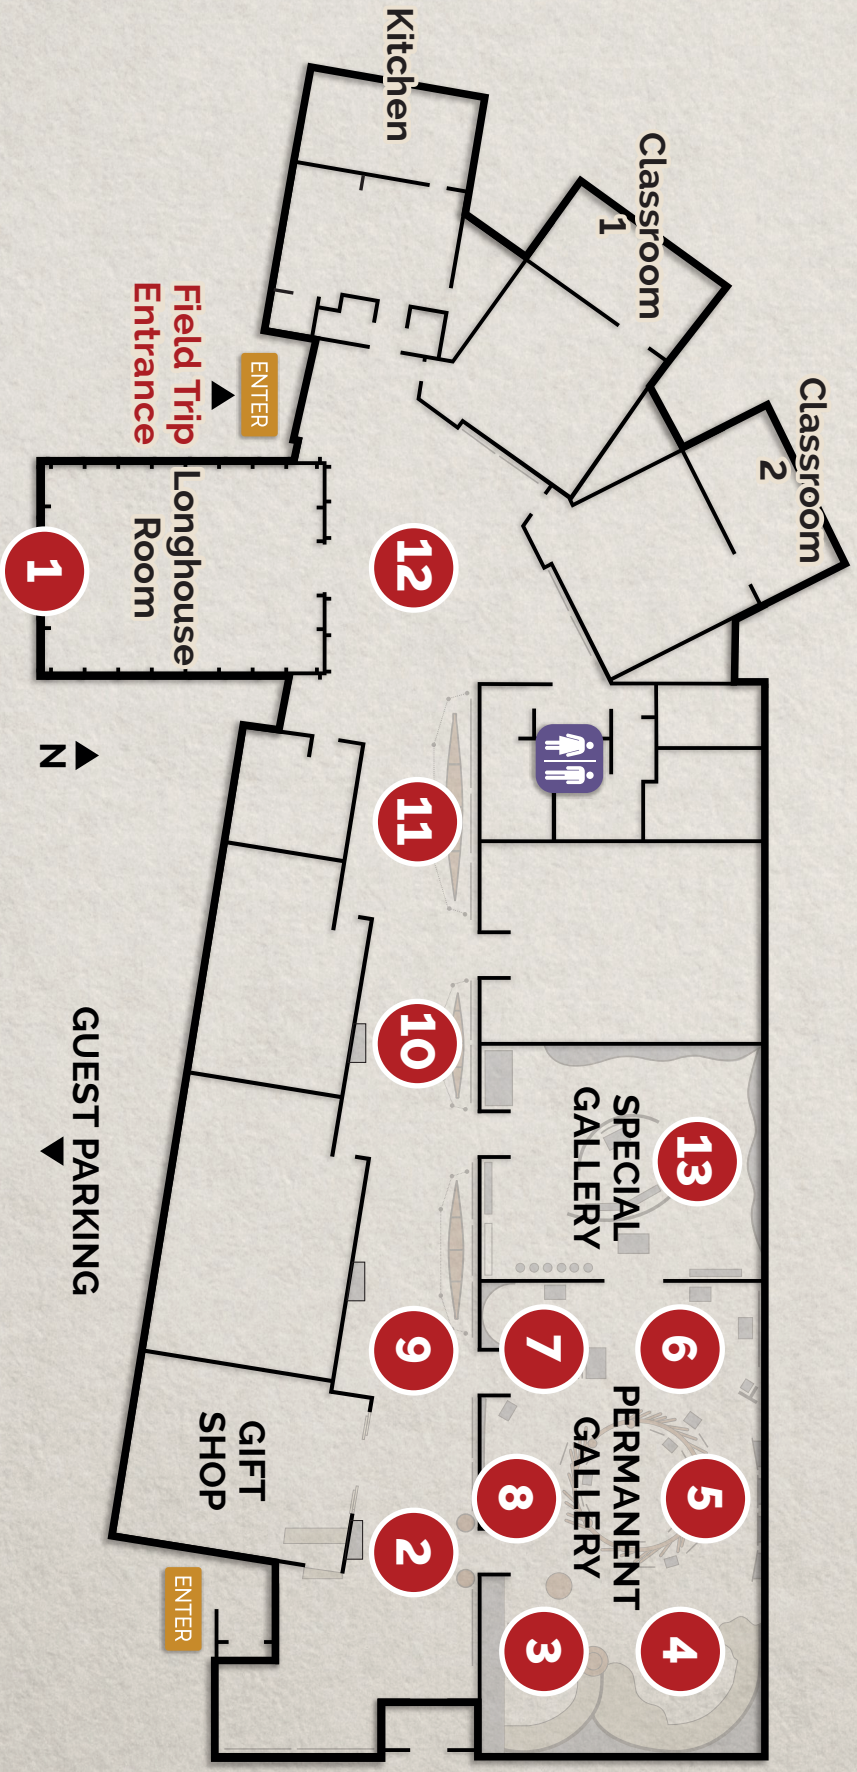 Kitchen
Classroom
1
Classroom
2
Field Trip
Entrance
ENTER
Longhouse
Room
1
12
N
11
10
GUEST PARKING
SPECIAL
GALLERY
13
9
7
6
PERMANENT
GALLERY
8
5
GIFT
SHOP
2
ENTER
3
4